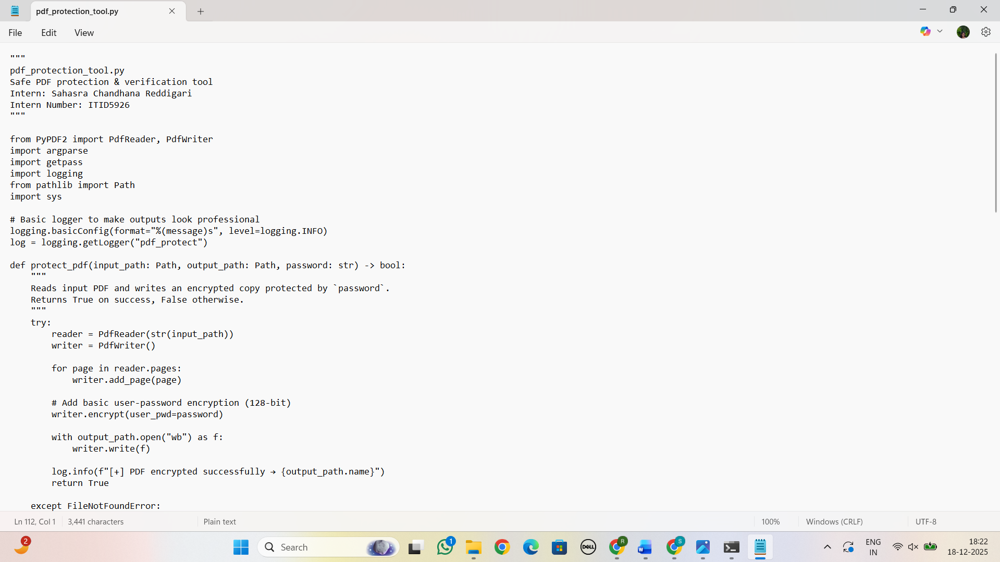 pdf_protection_tool.py
File Edit View
"""
pdf_protection_tool.py
Safe PDF protection & verification tool
Intern: Sahasra Chandhana Reddigari
Intern Number: ITID5926
"""
from PyPDF2 import PdfReader, PdfWriter
import argparse
import getpass
import logging
from pathlib import Path
import sys
# Basic logger to make outputs look professional
logging.basicConfig(format="%(message)s", level=logging.INFO)
log = logging.getLogger("pdf_protect")
def protect_pdf(input_path: Path, output_path: Path, password: str) -> bool:
    """
    Reads input PDF and writes an encrypted copy protected by `password`.
    Returns True on success, False otherwise.
    """
    try:
        reader = PdfReader(str(input_path))
        writer = PdfWriter()
        for page in reader.pages:
            writer.add_page(page)
        # Add basic user-password encryption (128-bit)
        writer.encrypt(user_pwd=password)
        with output_path.open("wb") as f:
            writer.write(f)
        log.info(f"[+] PDF encrypted successfully → {output_path.name}")
        return True
    except FileNotFoundError:
Ln 112, Col 1 3,441 characters Plain text 100% Windows (CRLF) UTF-8
2 Search 1 DELL R W S ENG 18:22
IN 18-12-2025